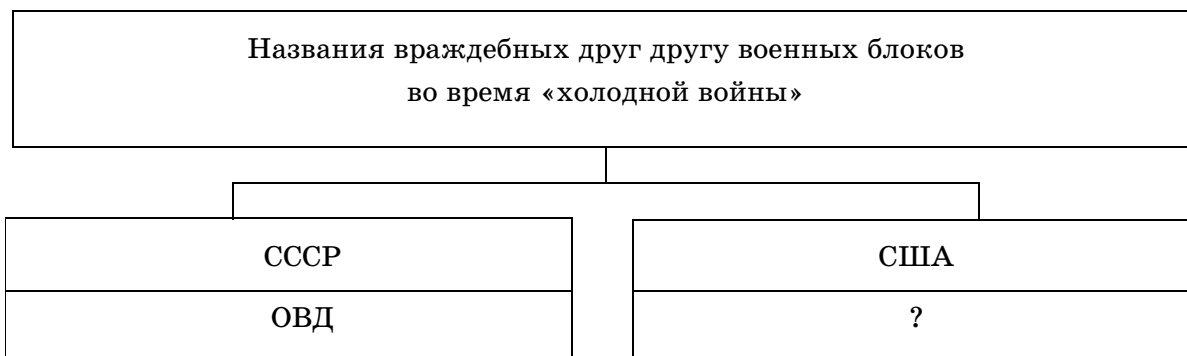 Названия враждебных друг другу военных блоков
во время «холодной войны»
СССР
США
ОВД
?